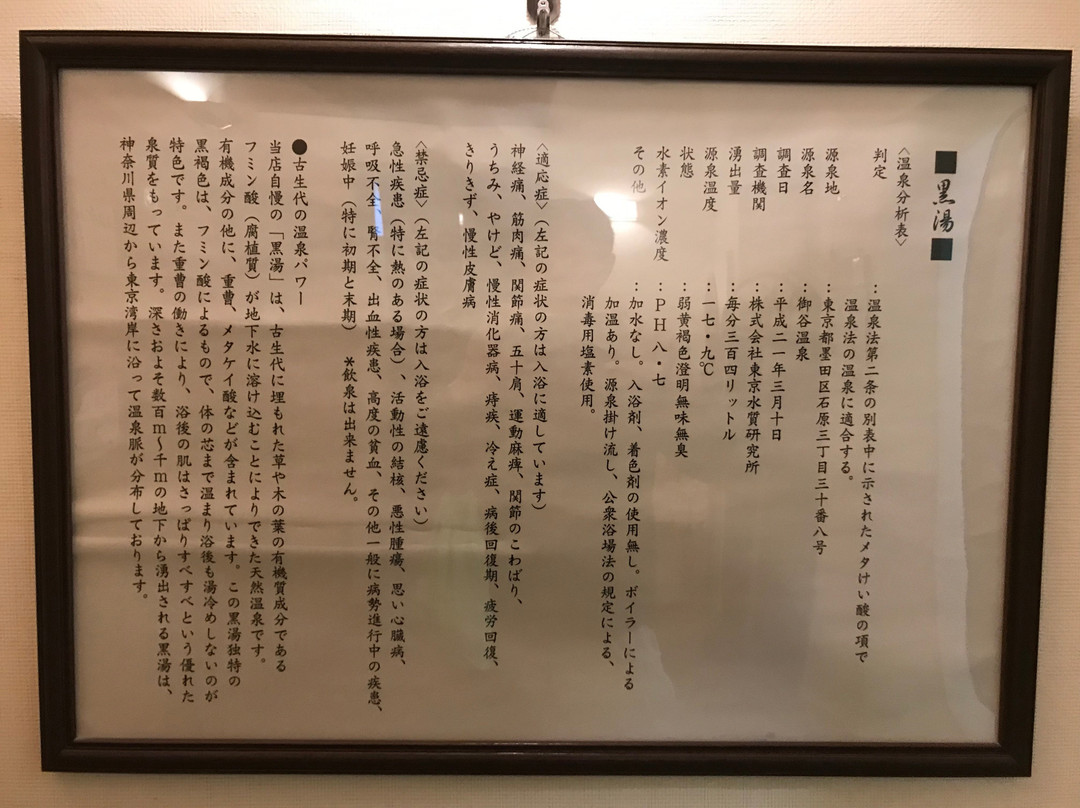 ■黒湯■
〈温泉分析表〉
判定 : 温泉法第二条の別表中に示されたメタけい酸の項で
温泉法の温泉に適合する。
源泉地 : 東京都墨田区石原三丁目三十番八号
源泉名 : 御谷湯温泉
調査日 : 平成二一年三月十日
調査機関 : 株式会社東京水質研究所
湧出量 : 毎分三百四リットル
源泉温度 : 一七・九℃
状態 : 弱黄褐色澄明無味無臭
水素イオン濃度 : PH 八・七
その他 : 加水なし。入浴剤、着色剤の使用無し。ボイラーによる
加温あり。源泉掛け流し、公衆浴場法の規定による、
消毒用塩素使用。
〈適応症〉（左記の症状の方は入浴に適しています）
神経痛、筋肉痛、関節痛、五十肩、運動麻痺、関節のこわばり、
うちみ、やけど、慢性消化器病、痔疾、冷え症、病後回復期、疲労回復、
きりきず、慢性皮膚病
〈禁忌症〉（左記の症状の方は入浴をご遠慮ください）
急性疾患（特に熱のある場合）、活動性の結核、悪性腫瘍、思い心臓病、
呼吸不全、腎不全、出血性疾患、高度の貧血、その他一般に病勢進行中の疾患、
妊娠中（特に初期と末期） *飲泉は出来ません。
●古生代の温泉パワー
当店自慢の「黒湯」は、古生代に埋もれた草や木の葉の有機質成分である
フミン酸（腐植質）が地下水に溶け込むことによりできた天然温泉です。
有機成分の他に、重曹、メタケイ酸などが含まれています。この黒湯独特の
黒褐色は、フミン酸によるもので、体の芯まで温まり浴後も湯冷めしないのが
特色です。また重曹の働きにより、浴後の肌はさっぱりすべすべという優れた
泉質をもっています。深さおよそ数百m～千mの地下から湧出される黒湯は、
神奈川県周辺から東京湾岸に沿って温泉脈が分布しております。